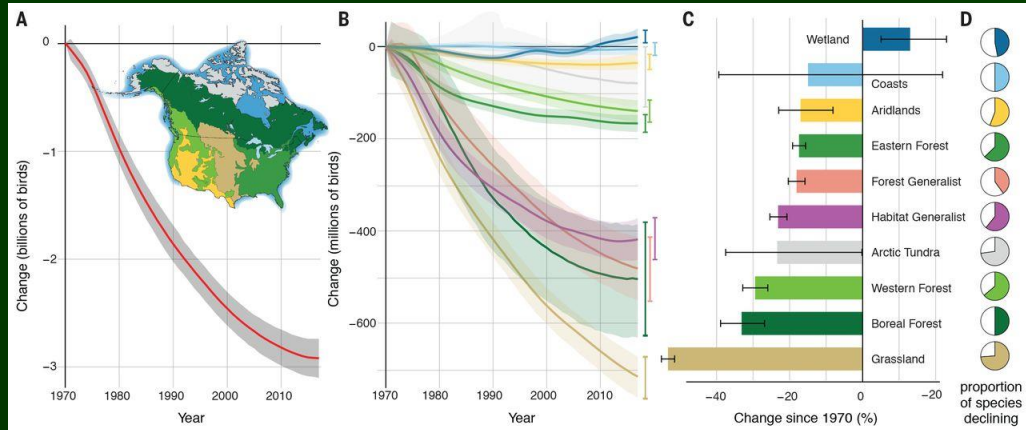 A
B
C
D
0
−1
−2
−3
Change (billions of birds)
1970
1980
1990
2000
2010
Year
0
−200
−400
−600
Change (millions of birds)
1970
1980
1990
2000
2010
Year
Wetland
Coasts
Aridlands
Eastern Forest
Forest Generalist
Habitat Generalist
Arctic Tundra
Western Forest
Boreal Forest
Grassland
−40
−20
0
−20
Change since 1970 (%)
proportion
of species
declining